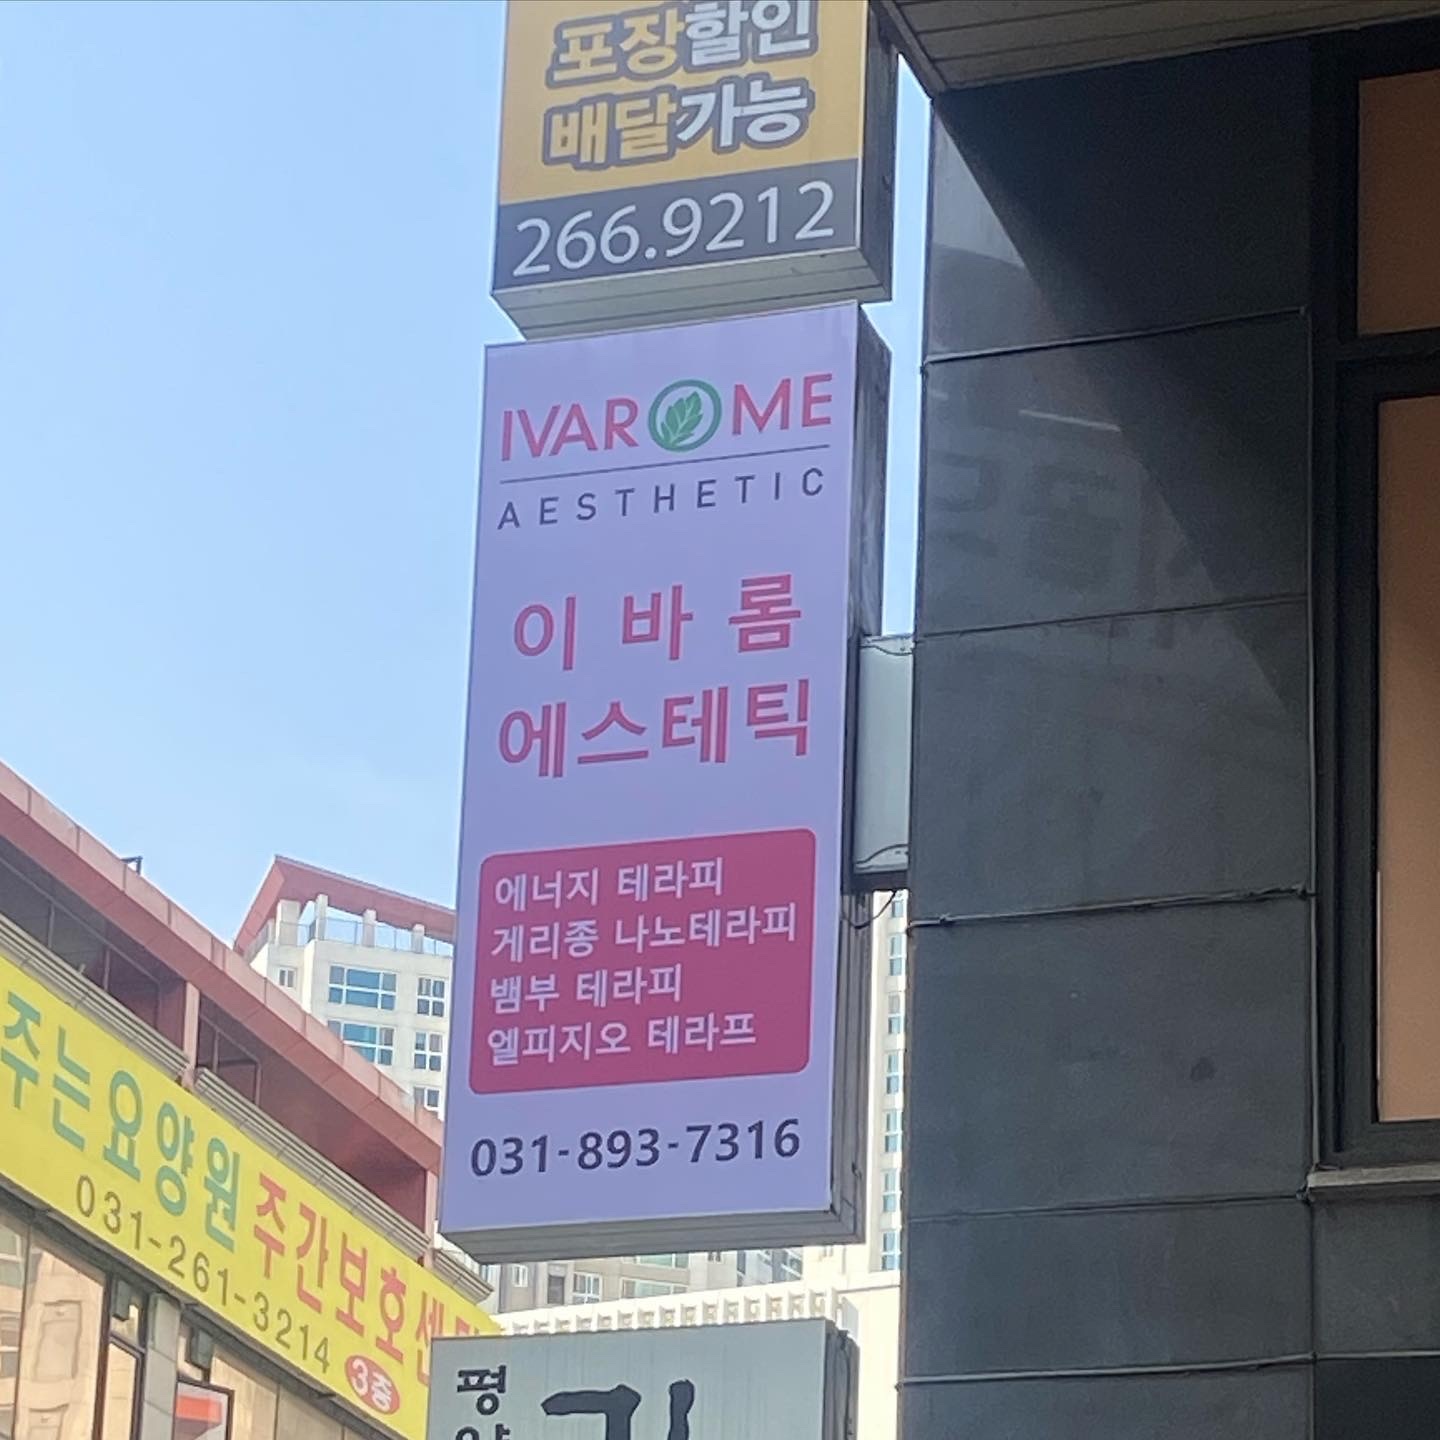 포장할인
배달가능
266.9212
IVAROME
AESTHETIC
이바롬
에스테틱
에너지 테라피
게리종 나노테라피
뱀부 테라피
엘피지오 테라프
031-893-7316
주는요양원 주간보호센
031-261-3214 3층
평